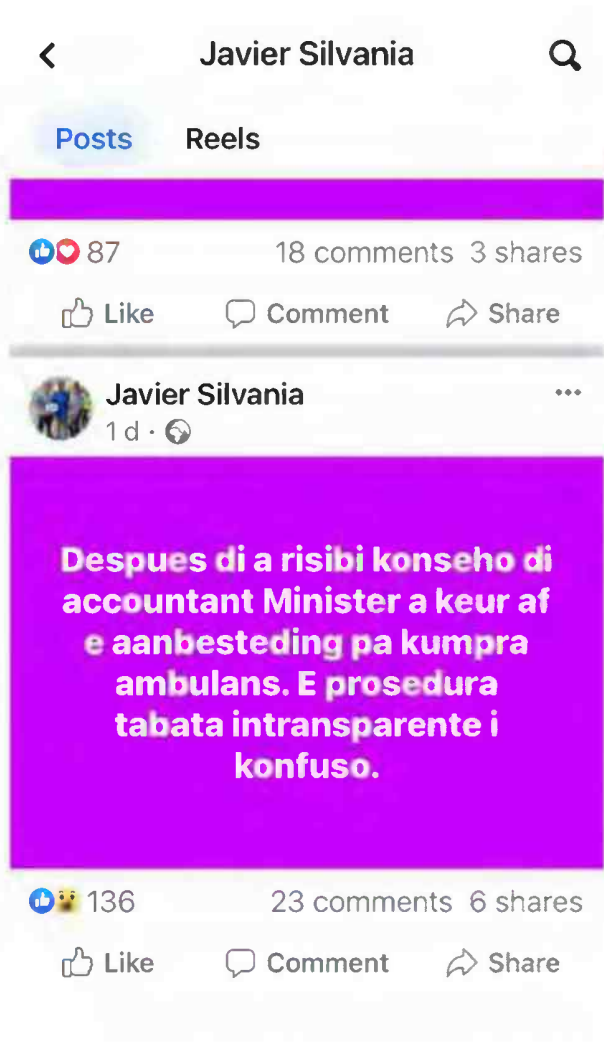 Javier Silvania
Posts Reels
87 18 comments 3 shares
Like Comment Share
Javier Silvania
1 d ·
Despues di a risibi konseho di
accountant Minister a keur af
e aanbesteding pa kumpra
ambulans. E prosedura
tabata intransparente i
konfuso.
136 23 comments 6 shares
Like Comment Share